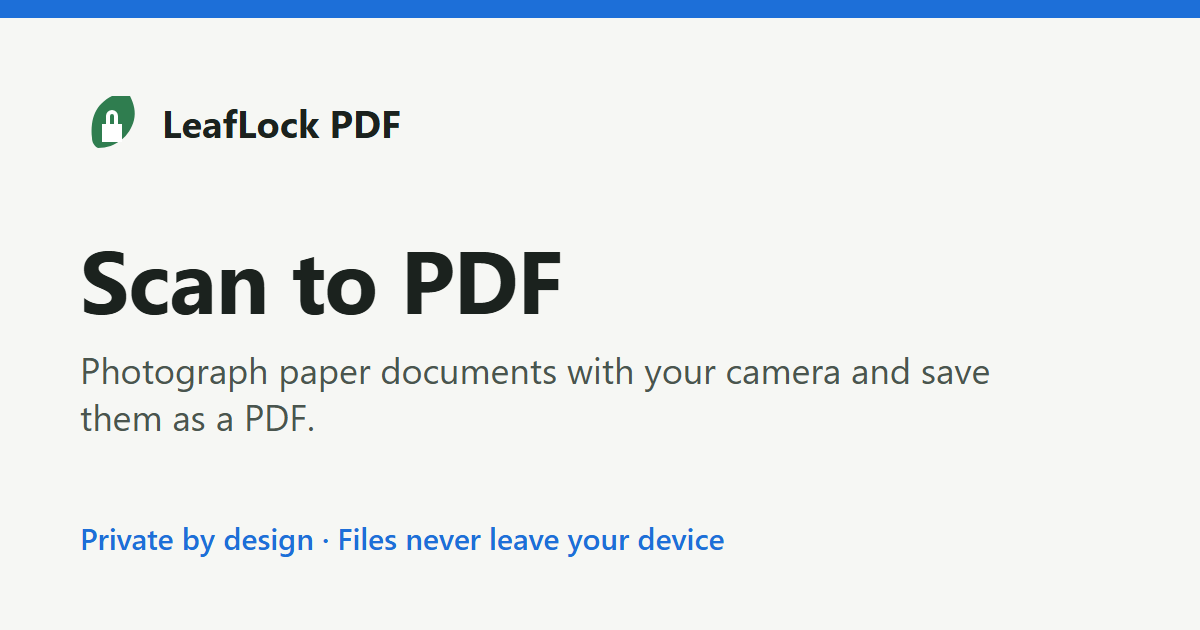 LeafLock PDF
Scan to PDF
Photograph paper documents with your camera and save
them as a PDF.
Private by design · Files never leave your device